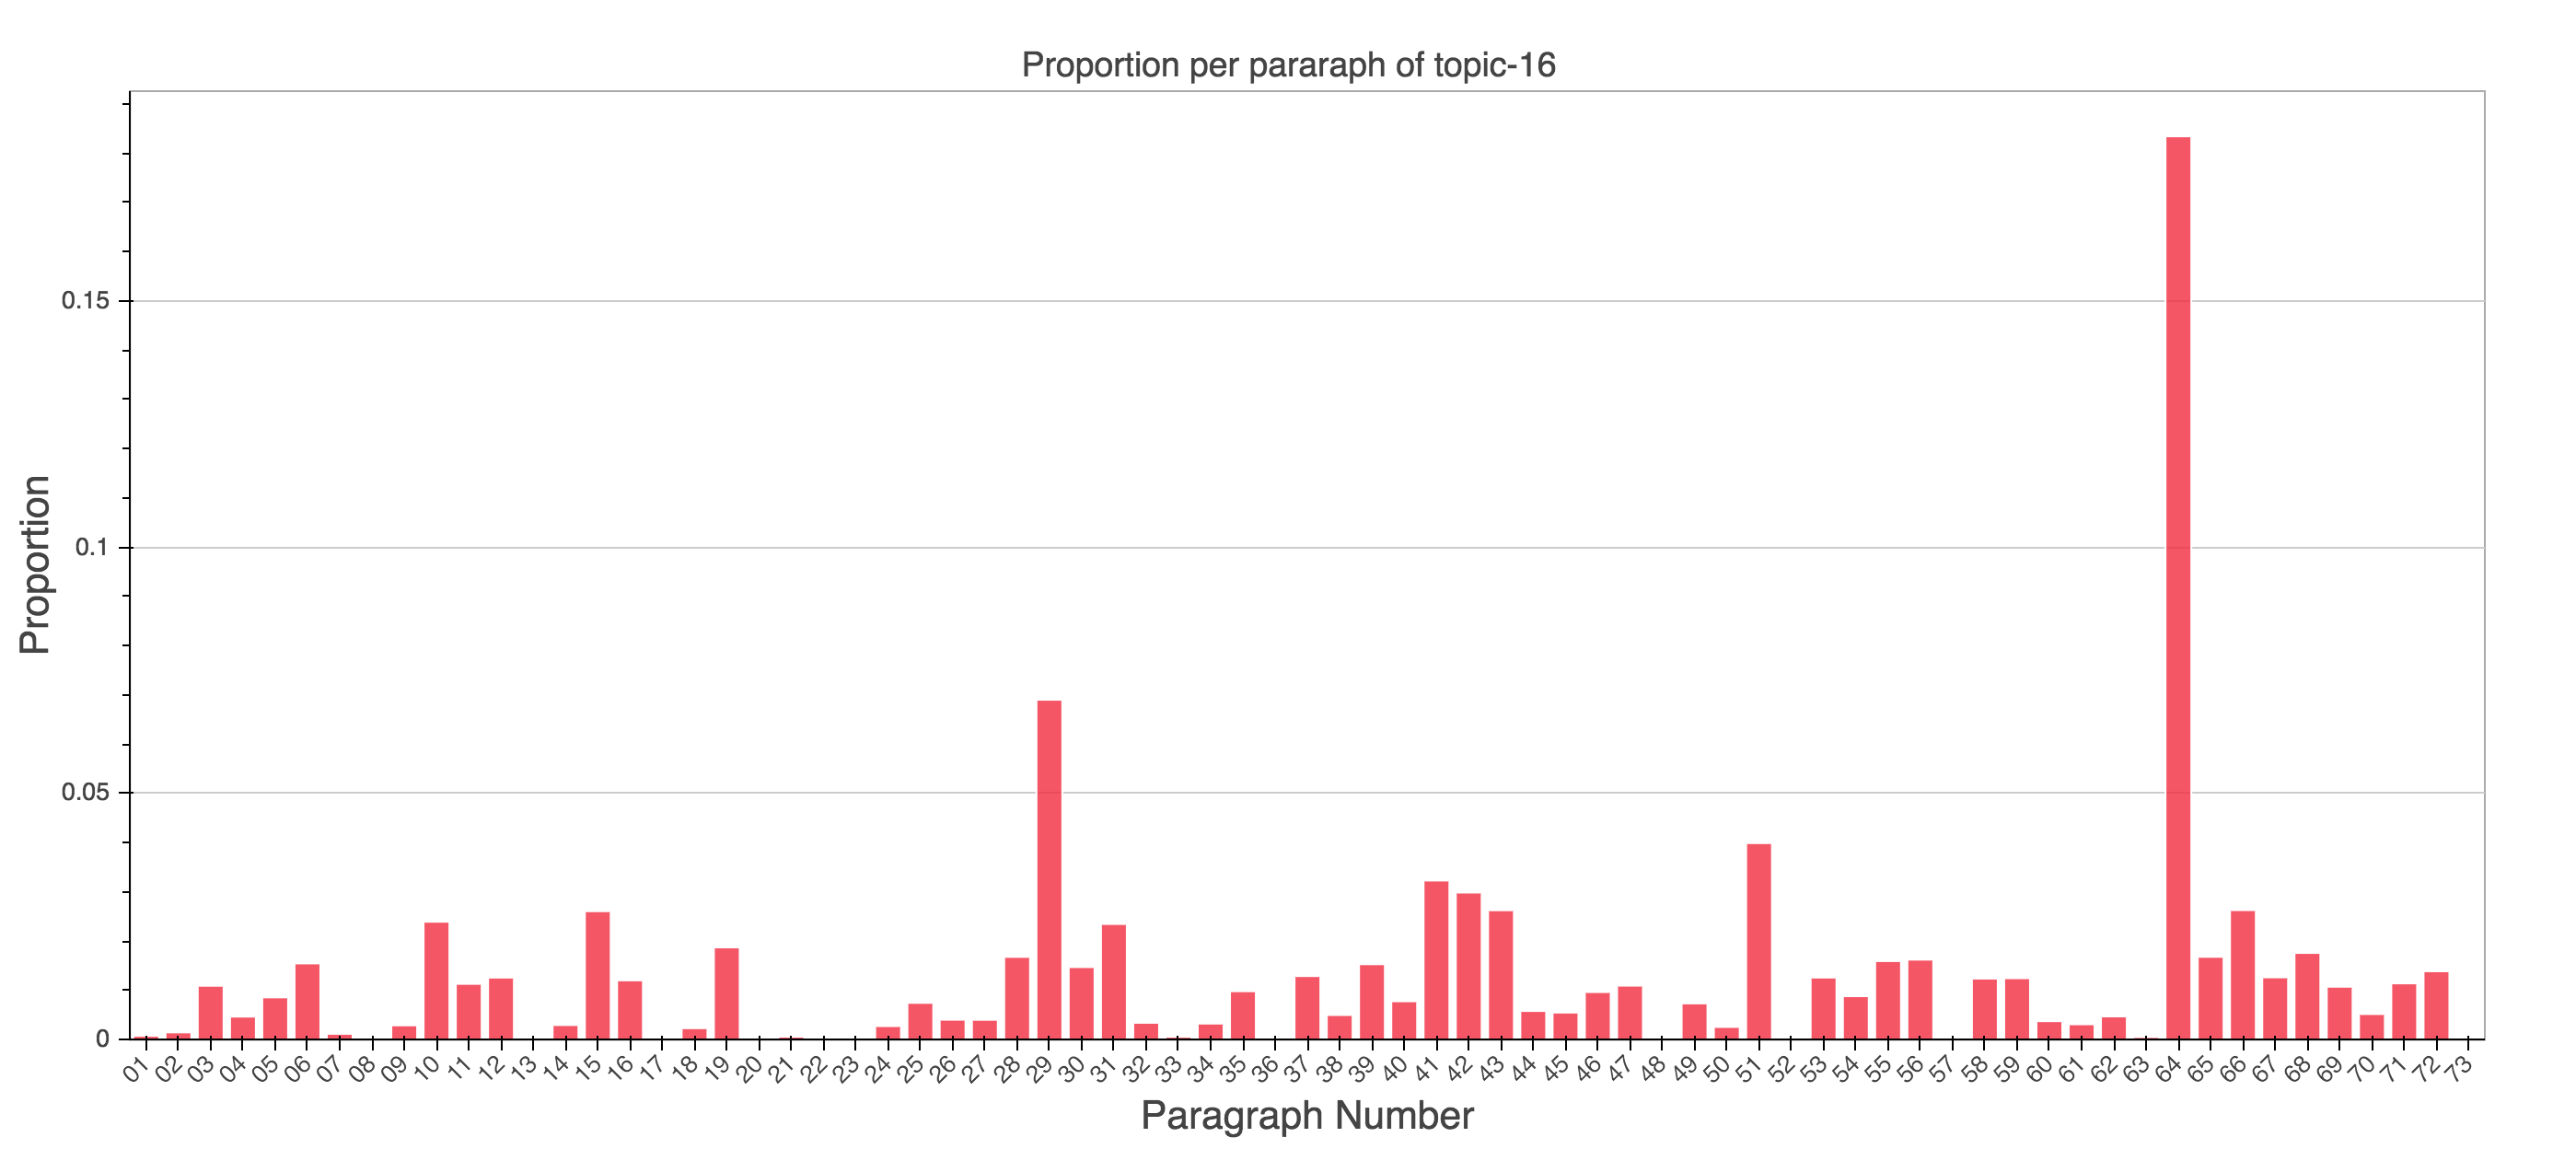 Proportion per pararaph of topic-16
Proportion
0.15
0.1
0.05
0
01 02 03 04 05 06 07 08 09 10 11 12 13 14 15 16 17 18 19 20 21 22 23 24 25 26 27 28 29 30 31 32 33 34 35 36 37 38 39 40 41 42 43 44 45 46 47 48 49 50 51 52 53 54 55 56 57 58 59 60 61 62 63 64 65 66 67 68 69 70 71 72 73
Paragraph Number